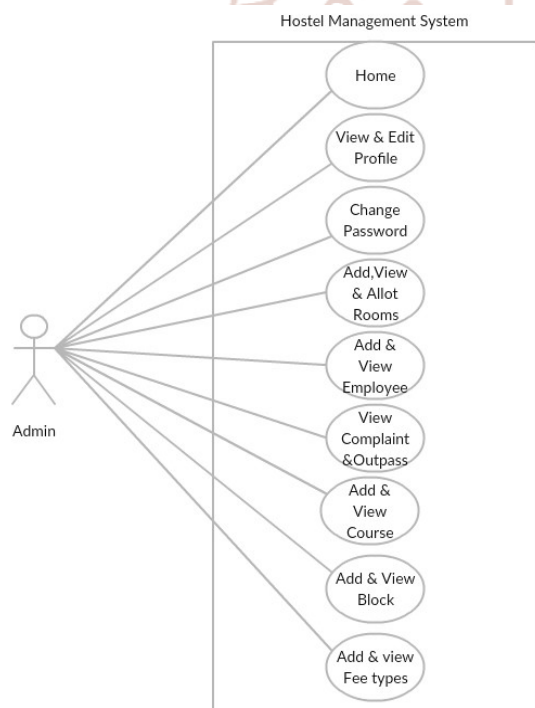 Hostel Management System
Home
View & Edit
Profile
Change
Password
Add,View
& Allot
Rooms
Add &
View
Employee
View
Complaint
&Outpass
Add &
View
Course
Add & View
Block
Add & view
Fee types
Admin